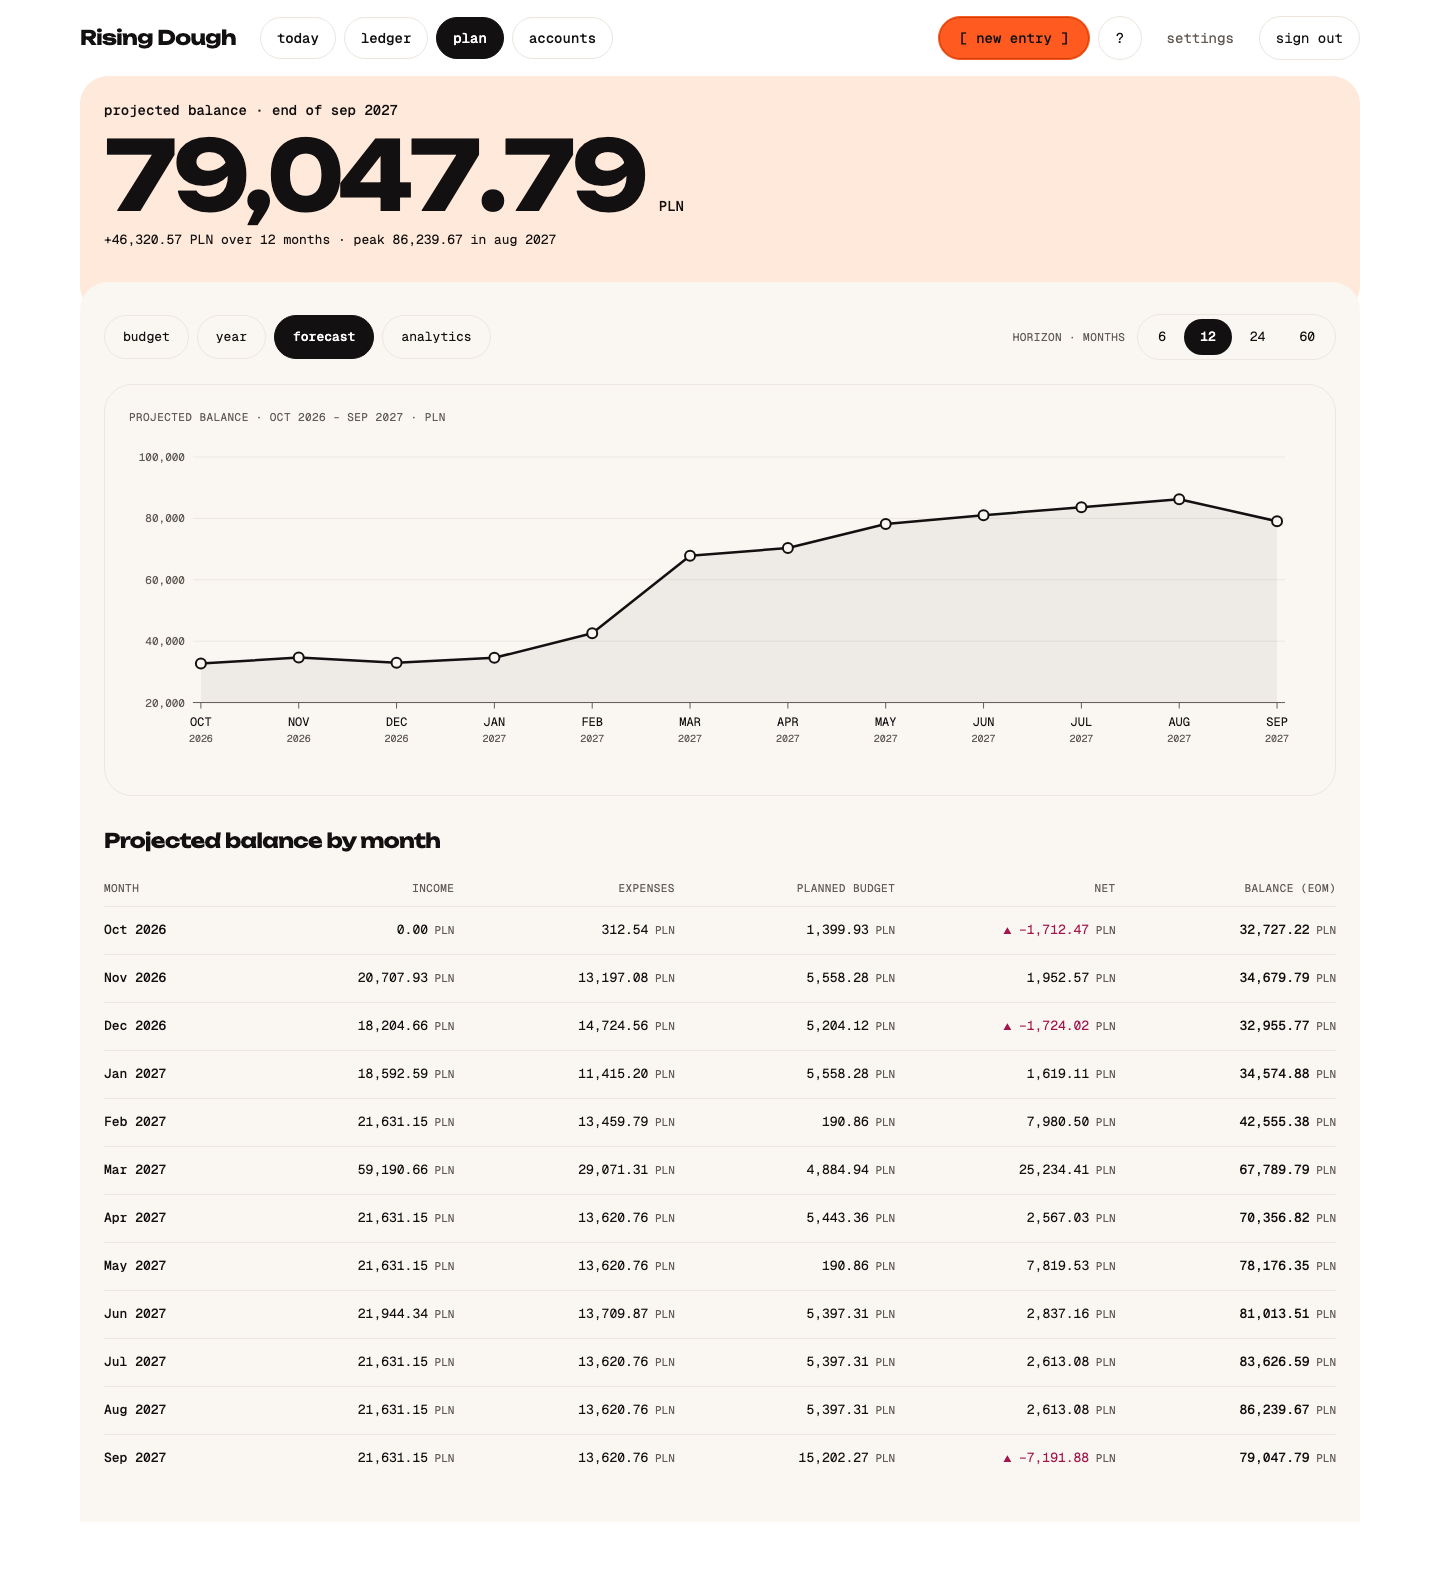 Rising Dough today ledger plan accounts [ new entry ] ? settings sign out
projected balance · end of sep 2027
79,047.79 PLN
+46,320.57 PLN over 12 months · peak 86,239.67 in aug 2027
budget year forecast analytics HORIZON · MONTHS 6 12 24 60
PROJECTED BALANCE · OCT 2026 – SEP 2027 · PLN
100,000
80,000
60,000
40,000
20,000
OCT NOV DEC JAN FEB MAR APR MAY JUN JUL AUG SEP
2026 2026 2026 2027 2027 2027 2027 2027 2027 2027 2027 2027
Projected balance by month
MONTH INCOME EXPENSES PLANNED BUDGET NET BALANCE (EOM)
Oct 2026 0.00 PLN 312.54 PLN 1,399.93 PLN ▲ −1,712.47 PLN 32,727.22 PLN
Nov 2026 20,707.93 PLN 13,197.08 PLN 5,558.28 PLN 1,952.57 PLN 34,679.79 PLN
Dec 2026 18,204.66 PLN 14,724.56 PLN 5,204.12 PLN ▲ −1,724.02 PLN 32,955.77 PLN
Jan 2027 18,592.59 PLN 11,415.20 PLN 5,558.28 PLN 1,619.11 PLN 34,574.88 PLN
Feb 2027 21,631.15 PLN 13,459.79 PLN 190.86 PLN 7,980.50 PLN 42,555.38 PLN
Mar 2027 59,190.66 PLN 29,071.31 PLN 4,884.94 PLN 25,234.41 PLN 67,789.79 PLN
Apr 2027 21,631.15 PLN 13,620.76 PLN 5,443.36 PLN 2,567.03 PLN 70,356.82 PLN
May 2027 21,631.15 PLN 13,620.76 PLN 190.86 PLN 7,819.53 PLN 78,176.35 PLN
Jun 2027 21,944.34 PLN 13,709.87 PLN 5,397.31 PLN 2,837.16 PLN 81,013.51 PLN
Jul 2027 21,631.15 PLN 13,620.76 PLN 5,397.31 PLN 2,613.08 PLN 83,626.59 PLN
Aug 2027 21,631.15 PLN 13,620.76 PLN 5,397.31 PLN 2,613.08 PLN 86,239.67 PLN
Sep 2027 21,631.15 PLN 13,620.76 PLN 15,202.27 PLN ▲ −7,191.88 PLN 79,047.79 PLN